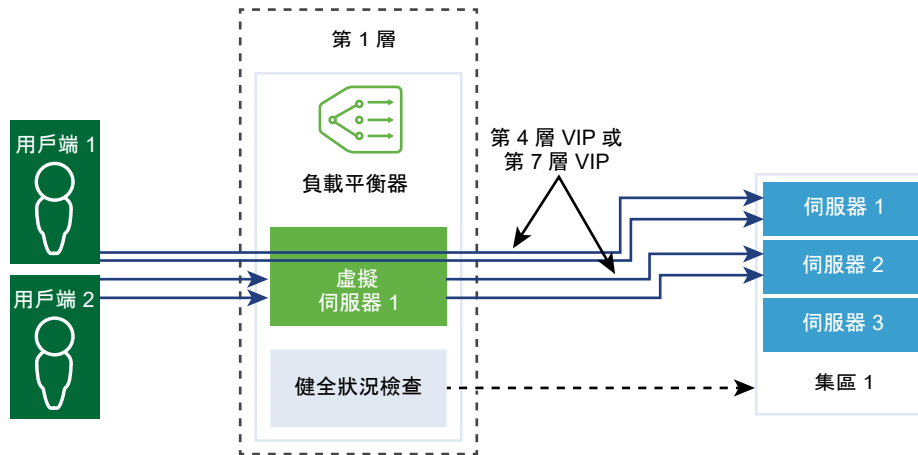 第 1 層
負載平衡器
用戶端 1
用戶端 2
虛擬
伺服器 1
健全狀況檢查
第 4 層 VIP 或
第 7 層 VIP
伺服器 1
伺服器 2
伺服器 3
集區 1